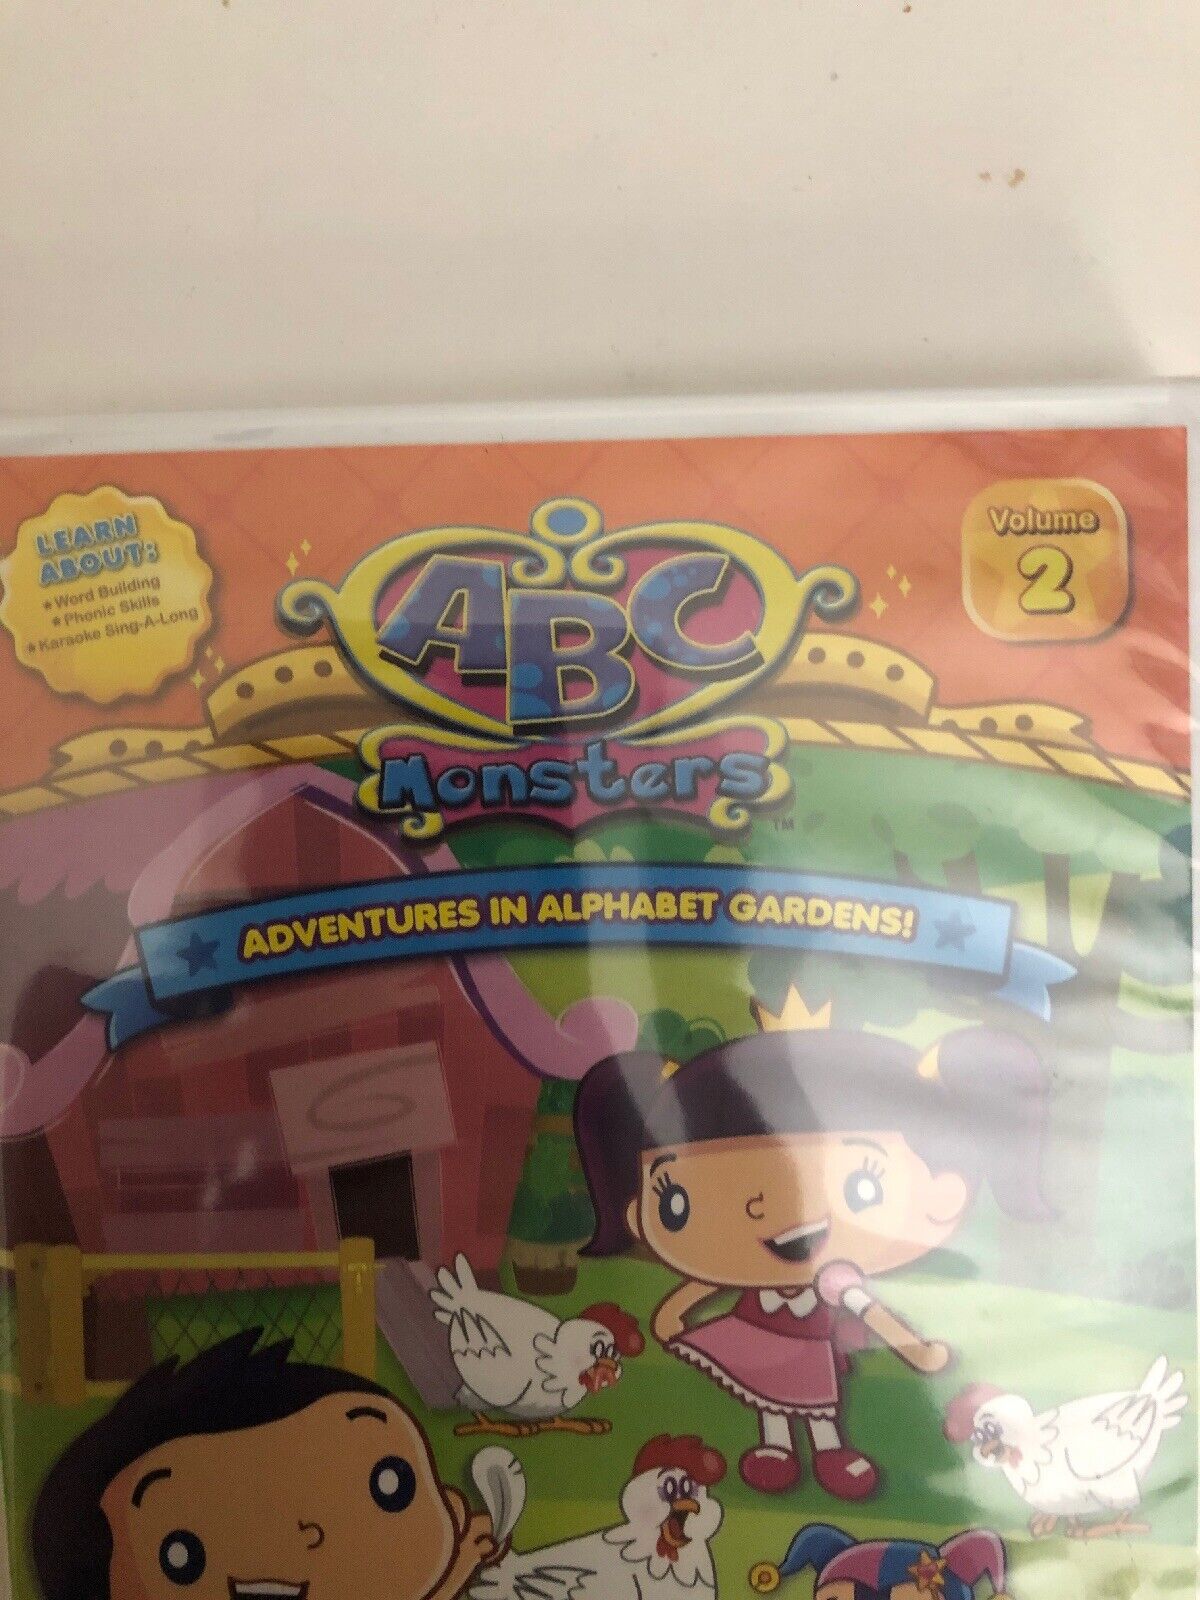 LEARN
ABOUT:
★ Word Building
★ Phonic Skills
★ Karaoke Sing-A-Long
ABC
Monsters
TM
Volume
2
ADVENTURES IN ALPHABET GARDENS!